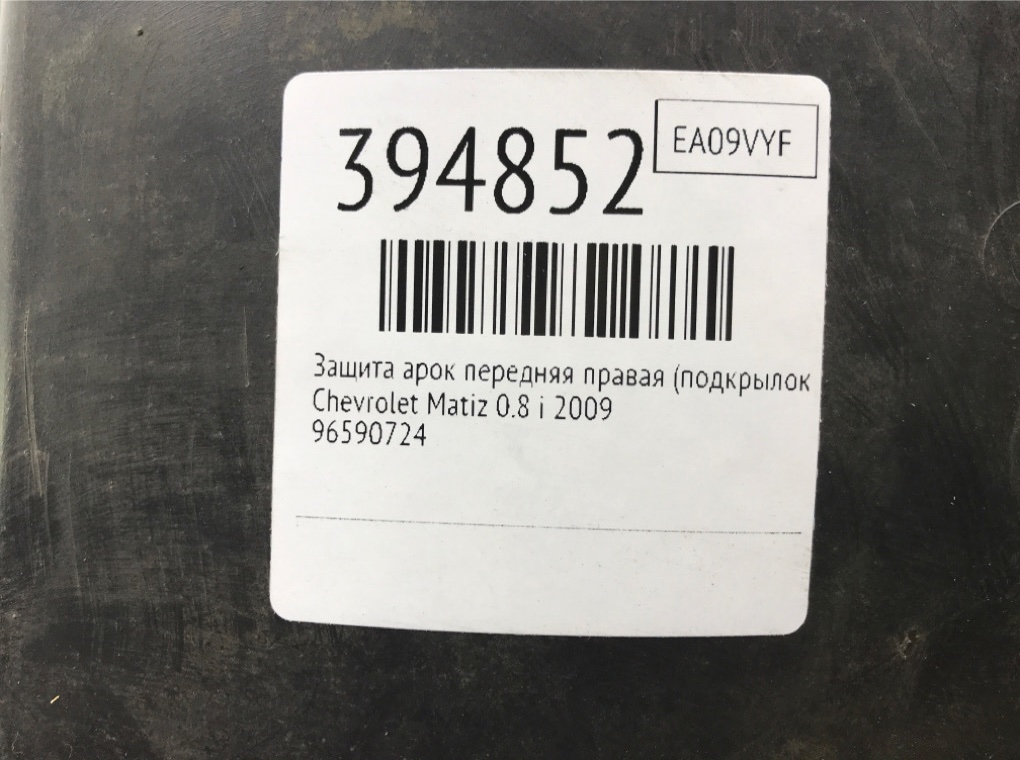 394852
EA09VYF
Защита арок передняя правая (подкрылок
Chevrolet Matiz 0.8 i 2009
96590724